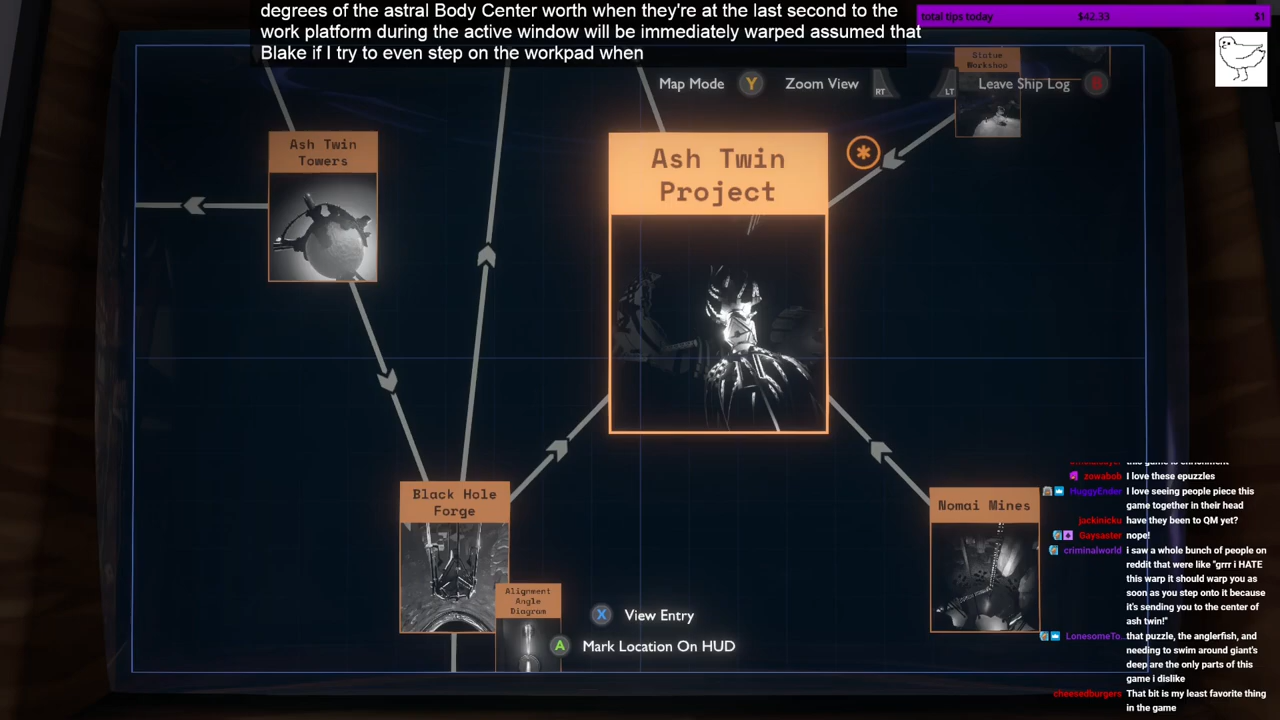 degrees of the astral Body Center worth when they're at the last second to the
work platform during the active window will be immediately warped assumed that
Blake if I try to even step on the workpad when
total tips today $42.33 $1
Map Mode Y Zoom View RT LT Leave Ship Log B
Statue
Workshop
Ash Twin
Towers
Ash Twin
Project
Black Hole
Forge
Alignment
Angle
Diagram
Nomai Mines
X View Entry
A Mark Location On HUD
zowabob I love these epuzzles
HuggyEnder I love seeing people piece this
game together in their head
jackinicku have they been to QM yet?
Gaysaster nope!
criminalworld i saw a whole bunch of people on
reddit that were like "grrr i HATE
this warp it should warp you as
soon as you step onto it because
it's sending you to the center of
ash twin!"
LonesomeTo... that puzzle, the anglerfish, and
needing to swim around giant's
deep are the only parts of this
game i dislike
cheesedburgers That bit is my least favorite thing
in the game